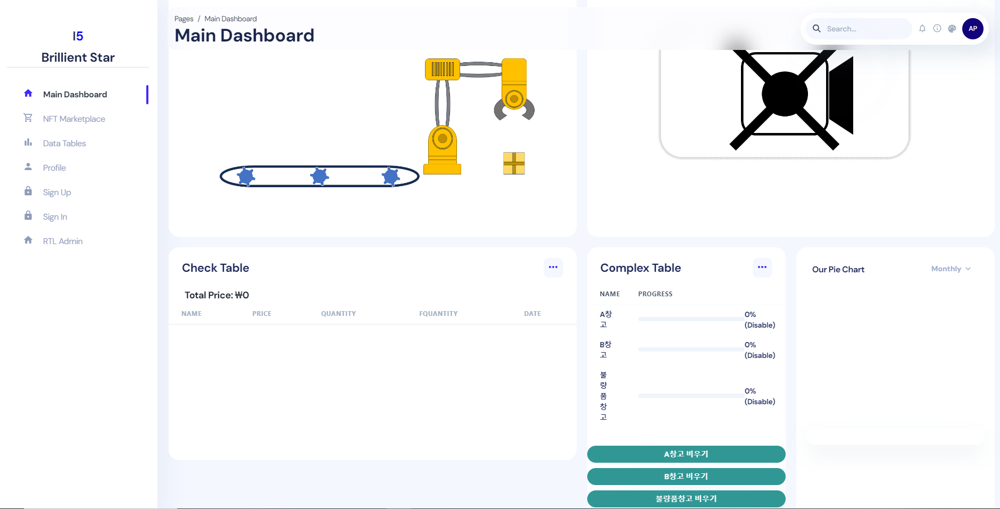 I5
Brillient Star
Main Dashboard
NFT Marketplace
Data Tables
Profile
Sign Up
Sign In
RTL Admin
Pages / Main Dashboard
Main Dashboard
Search...
AP
Check Table
Total Price: ₩0
NAME PRICE QUANTITY FQUANTITY DATE
Complex Table
NAME PROGRESS
A창
고
0%
(Disable)
B창
고
0%
(Disable)
불
량
품
창
고
0%
(Disable)
A창고 비우기
B창고 비우기
불량품창고 비우기
Our Pie Chart
Monthly